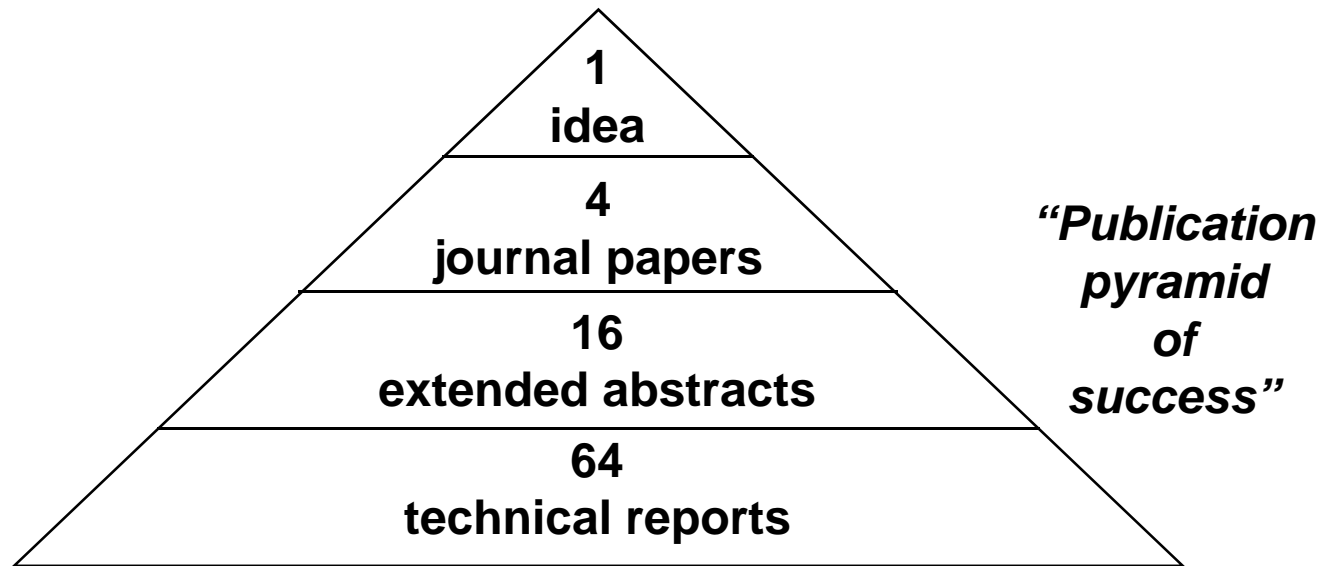 1
idea
4
journal papers
16
extended abstracts
64
technical reports
“Publication
pyramid
of
success”